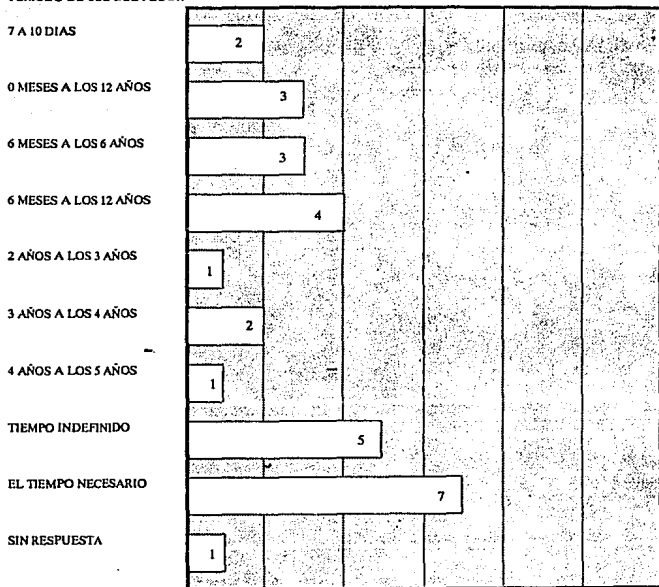 7 A 10 DIAS 2
0 MESES A LOS 12 AÑOS 3
6 MESES A LOS 6 AÑOS 3
6 MESES A LOS 12 AÑOS 4
2 AÑOS A LOS 3 AÑOS 1
3 AÑOS A LOS 4 AÑOS 2
4 AÑOS A LOS 5 AÑOS 1
TIEMPO INDEFINIDO 5
EL TIEMPO NECESARIO 7
SIN RESPUESTA 1